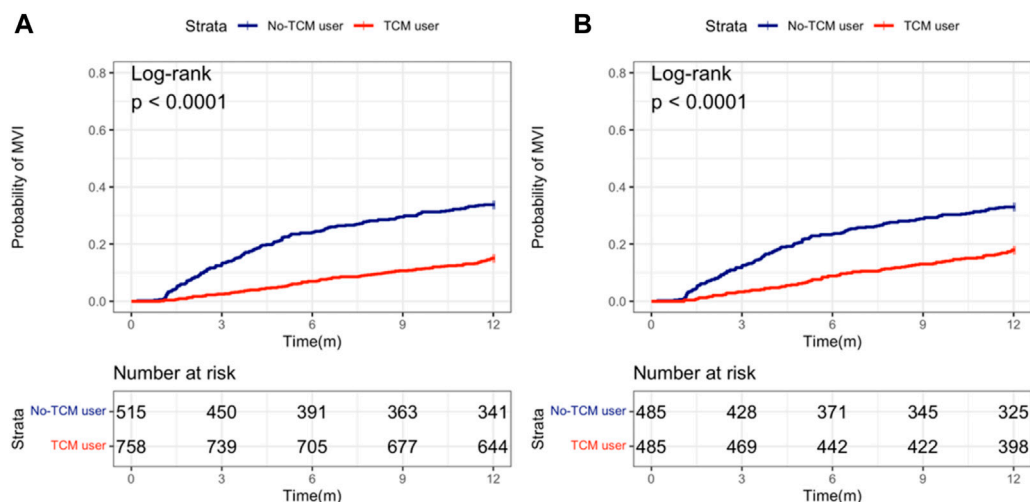 A
Strata No-TCM user TCM user
Log-rank
p < 0.0001
Probability of MVI
0.8
0.6
0.4
0.2
0.0
0 3 6 9 12
Time(m)
Number at risk
Strata
No-TCM user 515 450 391 363 341
TCM user 758 739 705 677 644
0 3 6 9 12
Time(m)
B
Strata No-TCM user TCM user
Log-rank
p < 0.0001
Probability of MVI
0.8
0.6
0.4
0.2
0.0
0 3 6 9 12
Time(m)
Number at risk
Strata
No-TCM user 485 428 371 345 325
TCM user 485 469 442 422 398
0 3 6 9 12
Time(m)